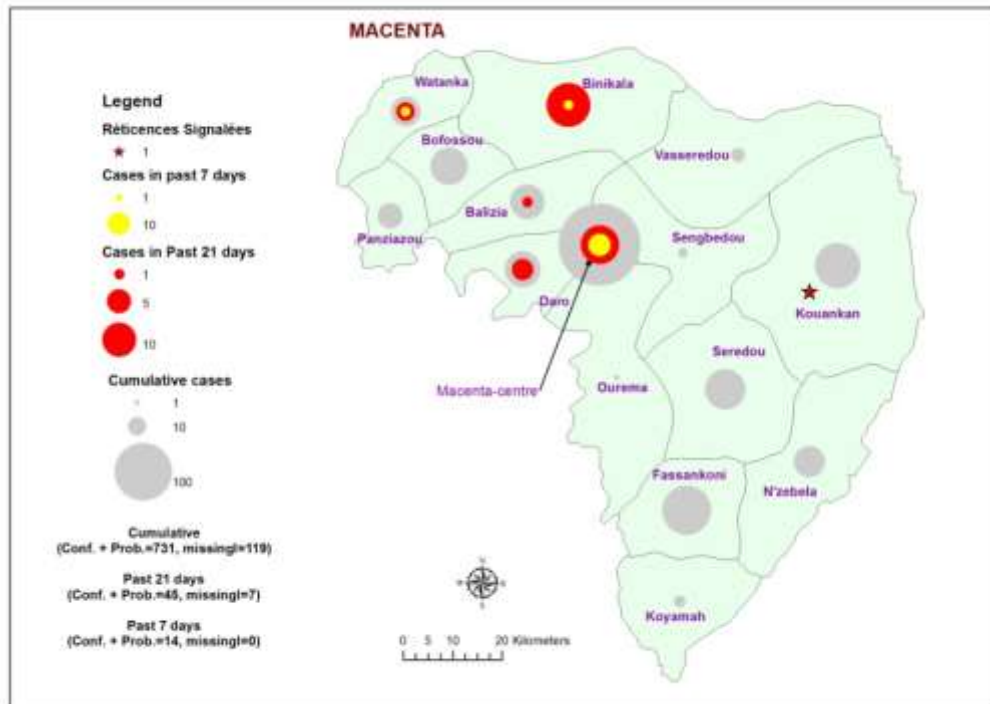 MACENTA
Legend
Réticences Signalées
1
Cases in past 7 days
1
10
Cases in Past 21 days
1
5
10
Cumulative cases
1
10
100
Cumulative
(Conf. + Prob.=731, missingl=119)
Past 21 days
(Conf. + Prob.=45, missingl=7)
Past 7 days
(Conf. + Prob.=14, missingl=0)
Watanka
Binikala
Bofossou
Vasseredou
Balizia
Panziazou
Sengbedou
Daro
Kouankan
Seredou
Macenta-centre
Ourema
Fassankoni
N'zebela
Koyamah
N
S
0 5 10 20 Kilometers